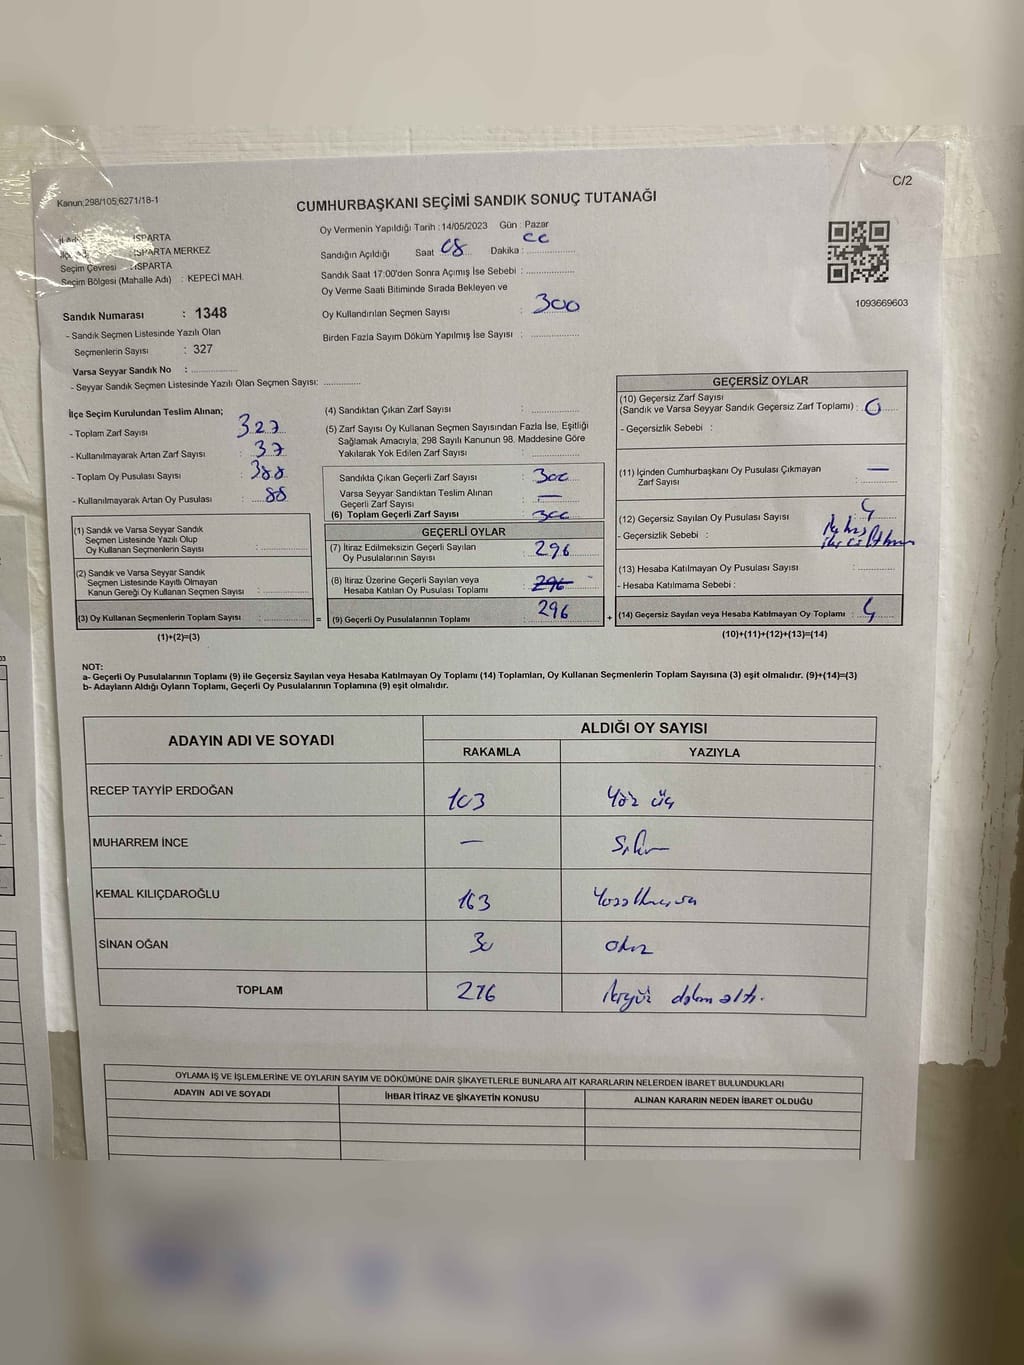 C/2
Kanun:298/105;6271/18-1
CUMHURBAŞKANI SEÇİMİ SANDIK SONUÇ TUTANAĞI
: ISPARTA
: ISPARTA MERKEZ
Seçim Çevresi : ISPARTA
Seçim Bölgesi (Mahalle Adı) : KEPECİ MAH.
Sandık Numarası : 1348
- Sandık Seçmen Listesinde Yazılı Olan
Seçmenlerin Sayısı : 327
Varsa Seyyar Sandık No :
- Seyyar Sandık Seçmen Listesinde Yazılı Olan Seçmen Sayısı:
Oy Vermenin Yapıldığı Tarih : 14/05/2023 Gün : Pazar
Sandığın Açıldığı Saat 08 Dakika : 00
Sandık Saat 17:00'den Sonra Açımış İse Sebebi :
Oy Verme Saati Bitiminde Sırada Bekleyen ve
Oy Kullandırılan Seçmen Sayısı : 300
Birden Fazla Sayım Döküm Yapılmış İse Sayısı :
1093669603
İlçe Seçim Kurulundan Teslim Alınan;
- Toplam Zarf Sayısı : 327
- Kullanılmayarak Artan Zarf Sayısı : 37
- Toplam Oy Pusulası Sayısı : 388
- Kullanılmayarak Artan Oy Pusulası : 88
(1) Sandık ve Varsa Seyyar Sandık
Seçmen Listesinde Yazılı Olup
Oy Kullanan Seçmenlerin Sayısı :
(2) Sandık ve Varsa Seyyar Sandık
Seçmen Listesinde Kayıtlı Olmayan
Kanun Gereği Oy Kullanan Seçmen Sayısı :
(3) Oy Kullanan Seçmenlerin Toplam Sayısı : =
(1)+(2)=(3)
(4) Sandıktan Çıkan Zarf Sayısı :
(5) Zarf Sayısı Oy Kullanan Seçmen Sayısından Fazla İse, Eşitliği
Sağlamak Amacıyla, 298 Sayılı Kanunun 98. Maddesine Göre
Yakılarak Yok Edilen Zarf Sayısı :
Sandıkta Çıkan Geçerli Zarf Sayısı : 300
Varsa Seyyar Sandıktan Teslim Alınan
Geçerli Zarf Sayısı : —
(6) Toplam Geçerli Zarf Sayısı : 300
GEÇERLİ OYLAR
(7) İtiraz Edilmeksizin Geçerli Sayılan
Oy Pusulalarının Sayısı : 296
(8) İtiraz Üzerine Geçerli Sayılan veya
Hesaba Katılan Oy Pusulası Toplamı : 296
(9) Geçerli Oy Pusulalarının Toplamı : 296 +
GEÇERSİZ OYLAR
(10) Geçersiz Zarf Sayısı
(Sandık ve Varsa Seyyar Sandık Geçersiz Zarf Toplamı) : 0
- Geçersizlik Sebebi :
(11) İçinden Cumhurbaşkanı Oy Pusulası Çıkmayan
Zarf Sayısı : —
(12) Geçersiz Sayılan Oy Pusulası Sayısı : 4
- Geçersizlik Sebebi :
(13) Hesaba Katılmayan Oy Pusulası Sayısı :
- Hesaba Katılmama Sebebi :
(14) Geçersiz Sayılan veya Hesaba Katılmayan Oy Toplamı : 4
(10)+(11)+(12)+(13)=(14)
NOT:
a- Geçerli Oy Pusulalarının Toplamı (9) ile Geçersiz Sayılan veya Hesaba Katılmayan Oy Toplamı (14) Toplamları, Oy Kullanan Seçmenlerin Toplam Sayısına (3) eşit olmalıdır. (9)+(14)=(3)
b- Adayların Aldığı Oyların Toplamı, Geçerli Oy Pusulalarının Toplamına (9) eşit olmalıdır.
ADAYIN ADI VE SOYADI
ALDIĞI OY SAYISI
RAKAMLA YAZIYLA
RECEP TAYYİP ERDOĞAN 103 Yüz üç
MUHARREM İNCE — Sıfır
KEMAL KILIÇDAROĞLU 163
SİNAN OĞAN 30 otuz
TOPLAM 276
OYLAMA İŞ VE İŞLEMLERİNE VE OYLARIN SAYIM VE DÖKÜMÜNE DAİR ŞİKAYETLERLE BUNLARA AİT KARARLARIN NELERDEN İBARET BULUNDUKLARI
ADAYIN ADI VE SOYADI İHBAR İTİRAZ VE ŞİKAYETİN KONUSU ALINAN KARARIN NEDEN İBARET OLDUĞU